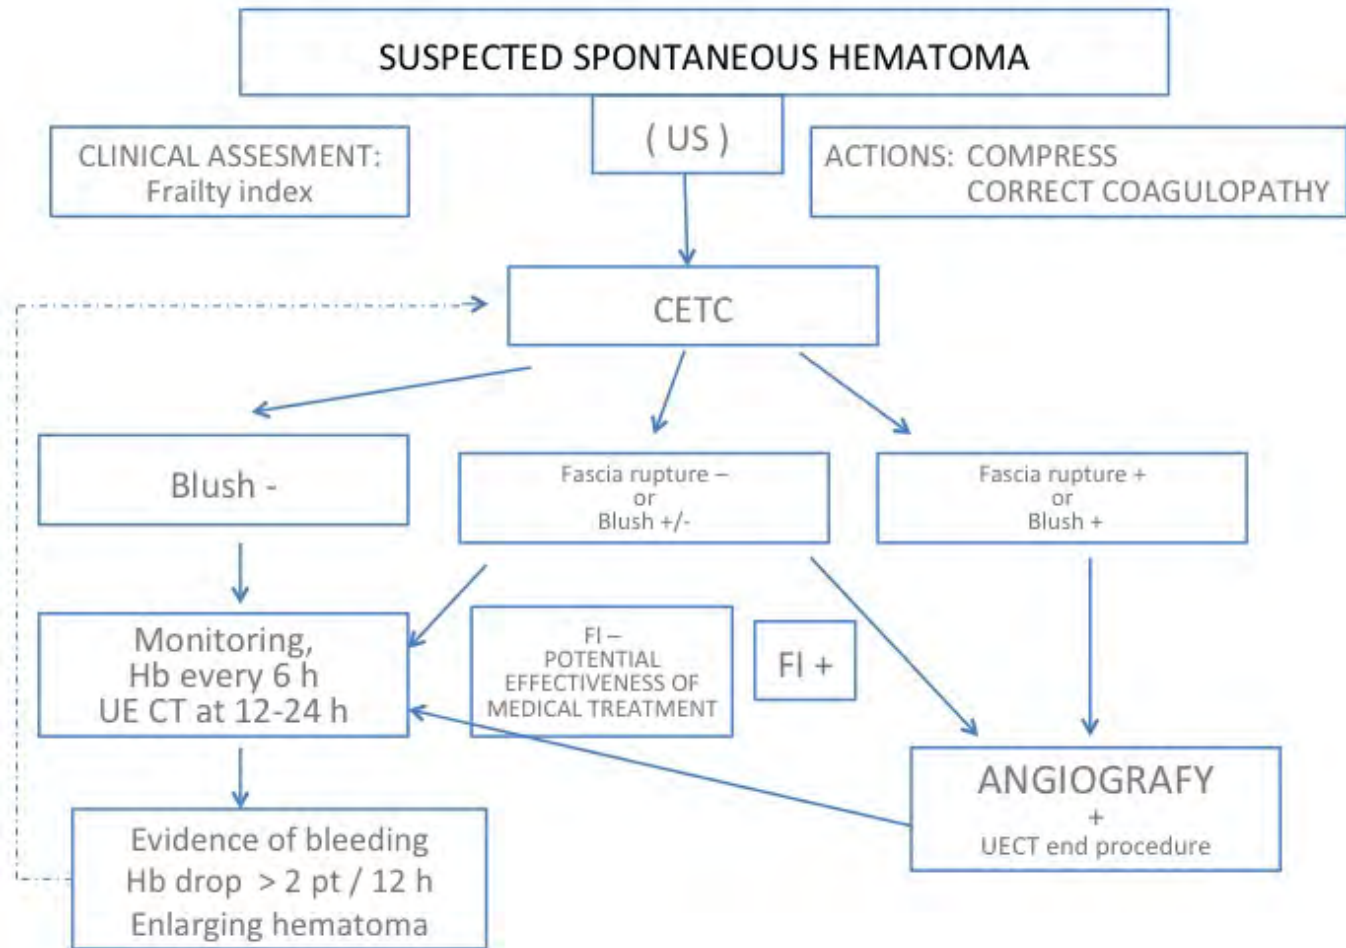 SUSPECTED SPONTANEOUS HEMATOMA
( US )
CLINICAL ASSESMENT:
Frailty index
ACTIONS: COMPRESS
CORRECT COAGULOPATHY
CETC
Blush -
Fascia rupture –
or
Blush +/-
Fascia rupture +
or
Blush +
Monitoring,
Hb every 6 h
UE CT at 12-24 h
FI –
POTENTIAL
EFFECTIVENESS OF
MEDICAL TREATMENT
FI +
ANGIOGRAFY
+
UECT end procedure
Evidence of bleeding
Hb drop > 2 pt / 12 h
Enlarging hematoma